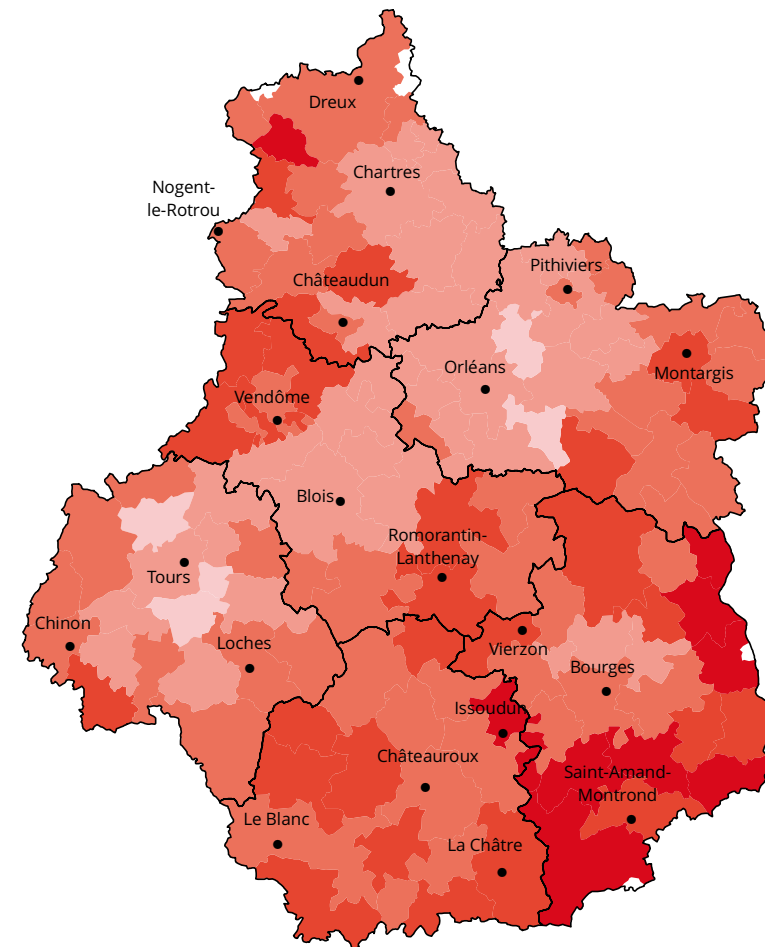 Dreux
Chartres
Nogent-
le-Rotrou
Pithiviers
Châteaudun
Orléans
Montargis
Vendôme
Blois
Romorantin-
Lanthenay
Tours
Chinon
Loches
Vierzon
Bourges
Issoudun
Châteauroux
Saint-Amand-
Montrond
Le Blanc
La Châtre